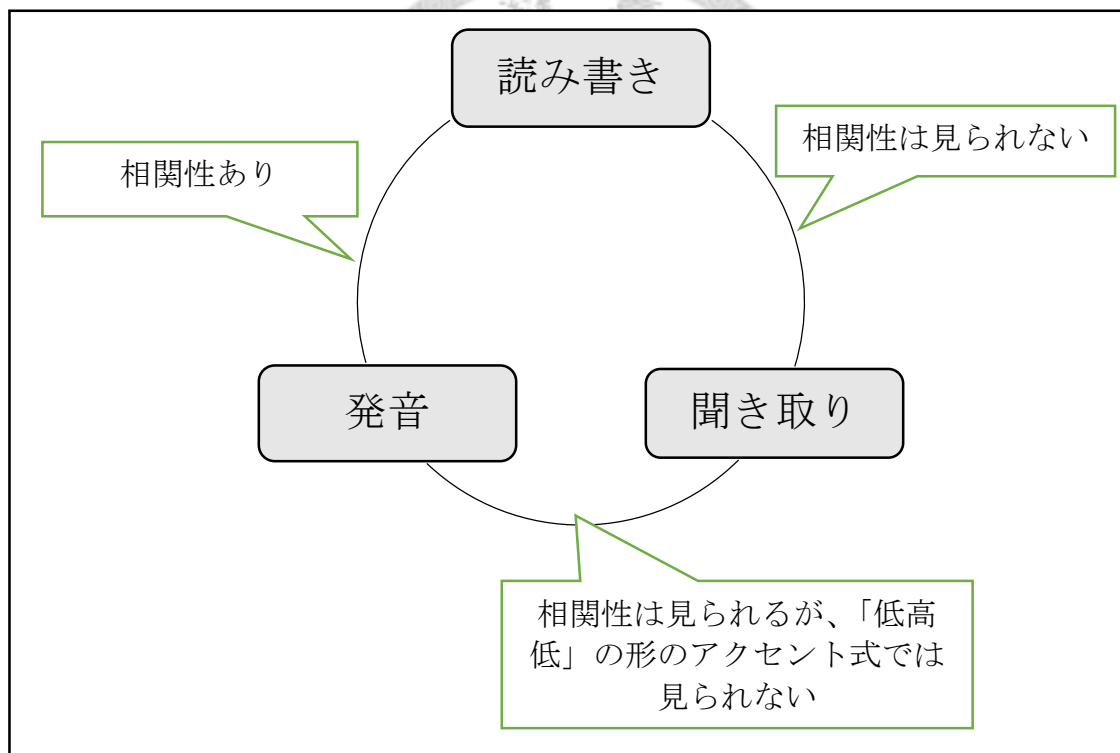 読み書き
相関性は見られない
相関性あり
発音
聞き取り
相関性は見られるが、「低高
低」の形のアクセント式では
見られない